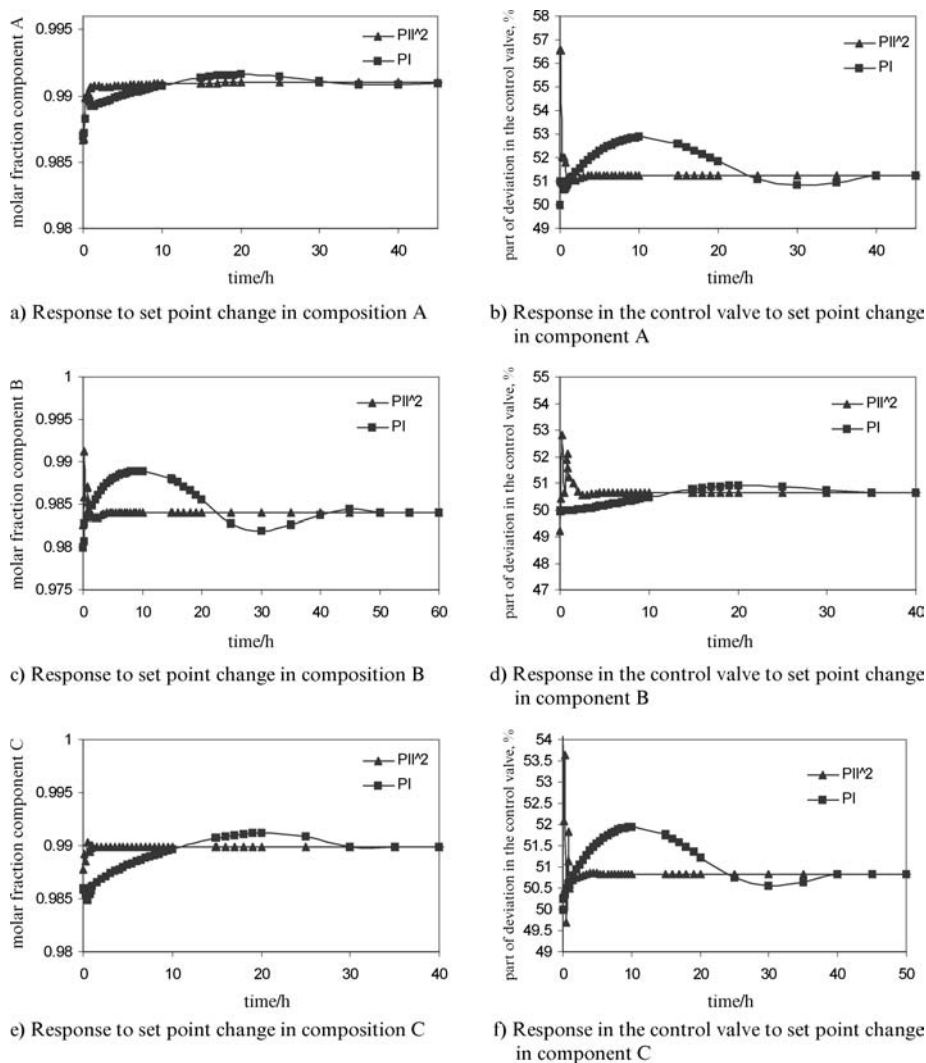 molar fraction component A
0.995
0.99
0.985
0.98
0
10
20
30
40
PII^2
PI
time/h
a) Response to set point change in composition A
part of deviation in the control valve, %
58
57
56
55
54
53
52
51
50
49
0
10
20
30
40
PII^2
PI
time/h
b) Response in the control valve to set point change
in component A
molar fraction component B
1
0.995
0.99
0.985
0.98
0.975
0
10
20
30
40
50
60
PII^2
PI
time/h
c) Response to set point change in composition B
part of deviation in the control valve, %
55
54
53
52
51
50
49
48
47
0
10
20
30
40
PII^2
PI
time/h
d) Response in the control valve to set point change
in component B
molar fraction component C
1
0.995
0.99
0.985
0.98
0
10
20
30
40
PII^2
PI
time/h
e) Response to set point change in composition C
part of deviation in the control valve, %
54
53.5
53
52.5
52
51.5
51
50.5
50
49.5
49
0
10
20
30
40
50
PII^2
PI
time/h
f) Response in the control valve to set point change
in component C